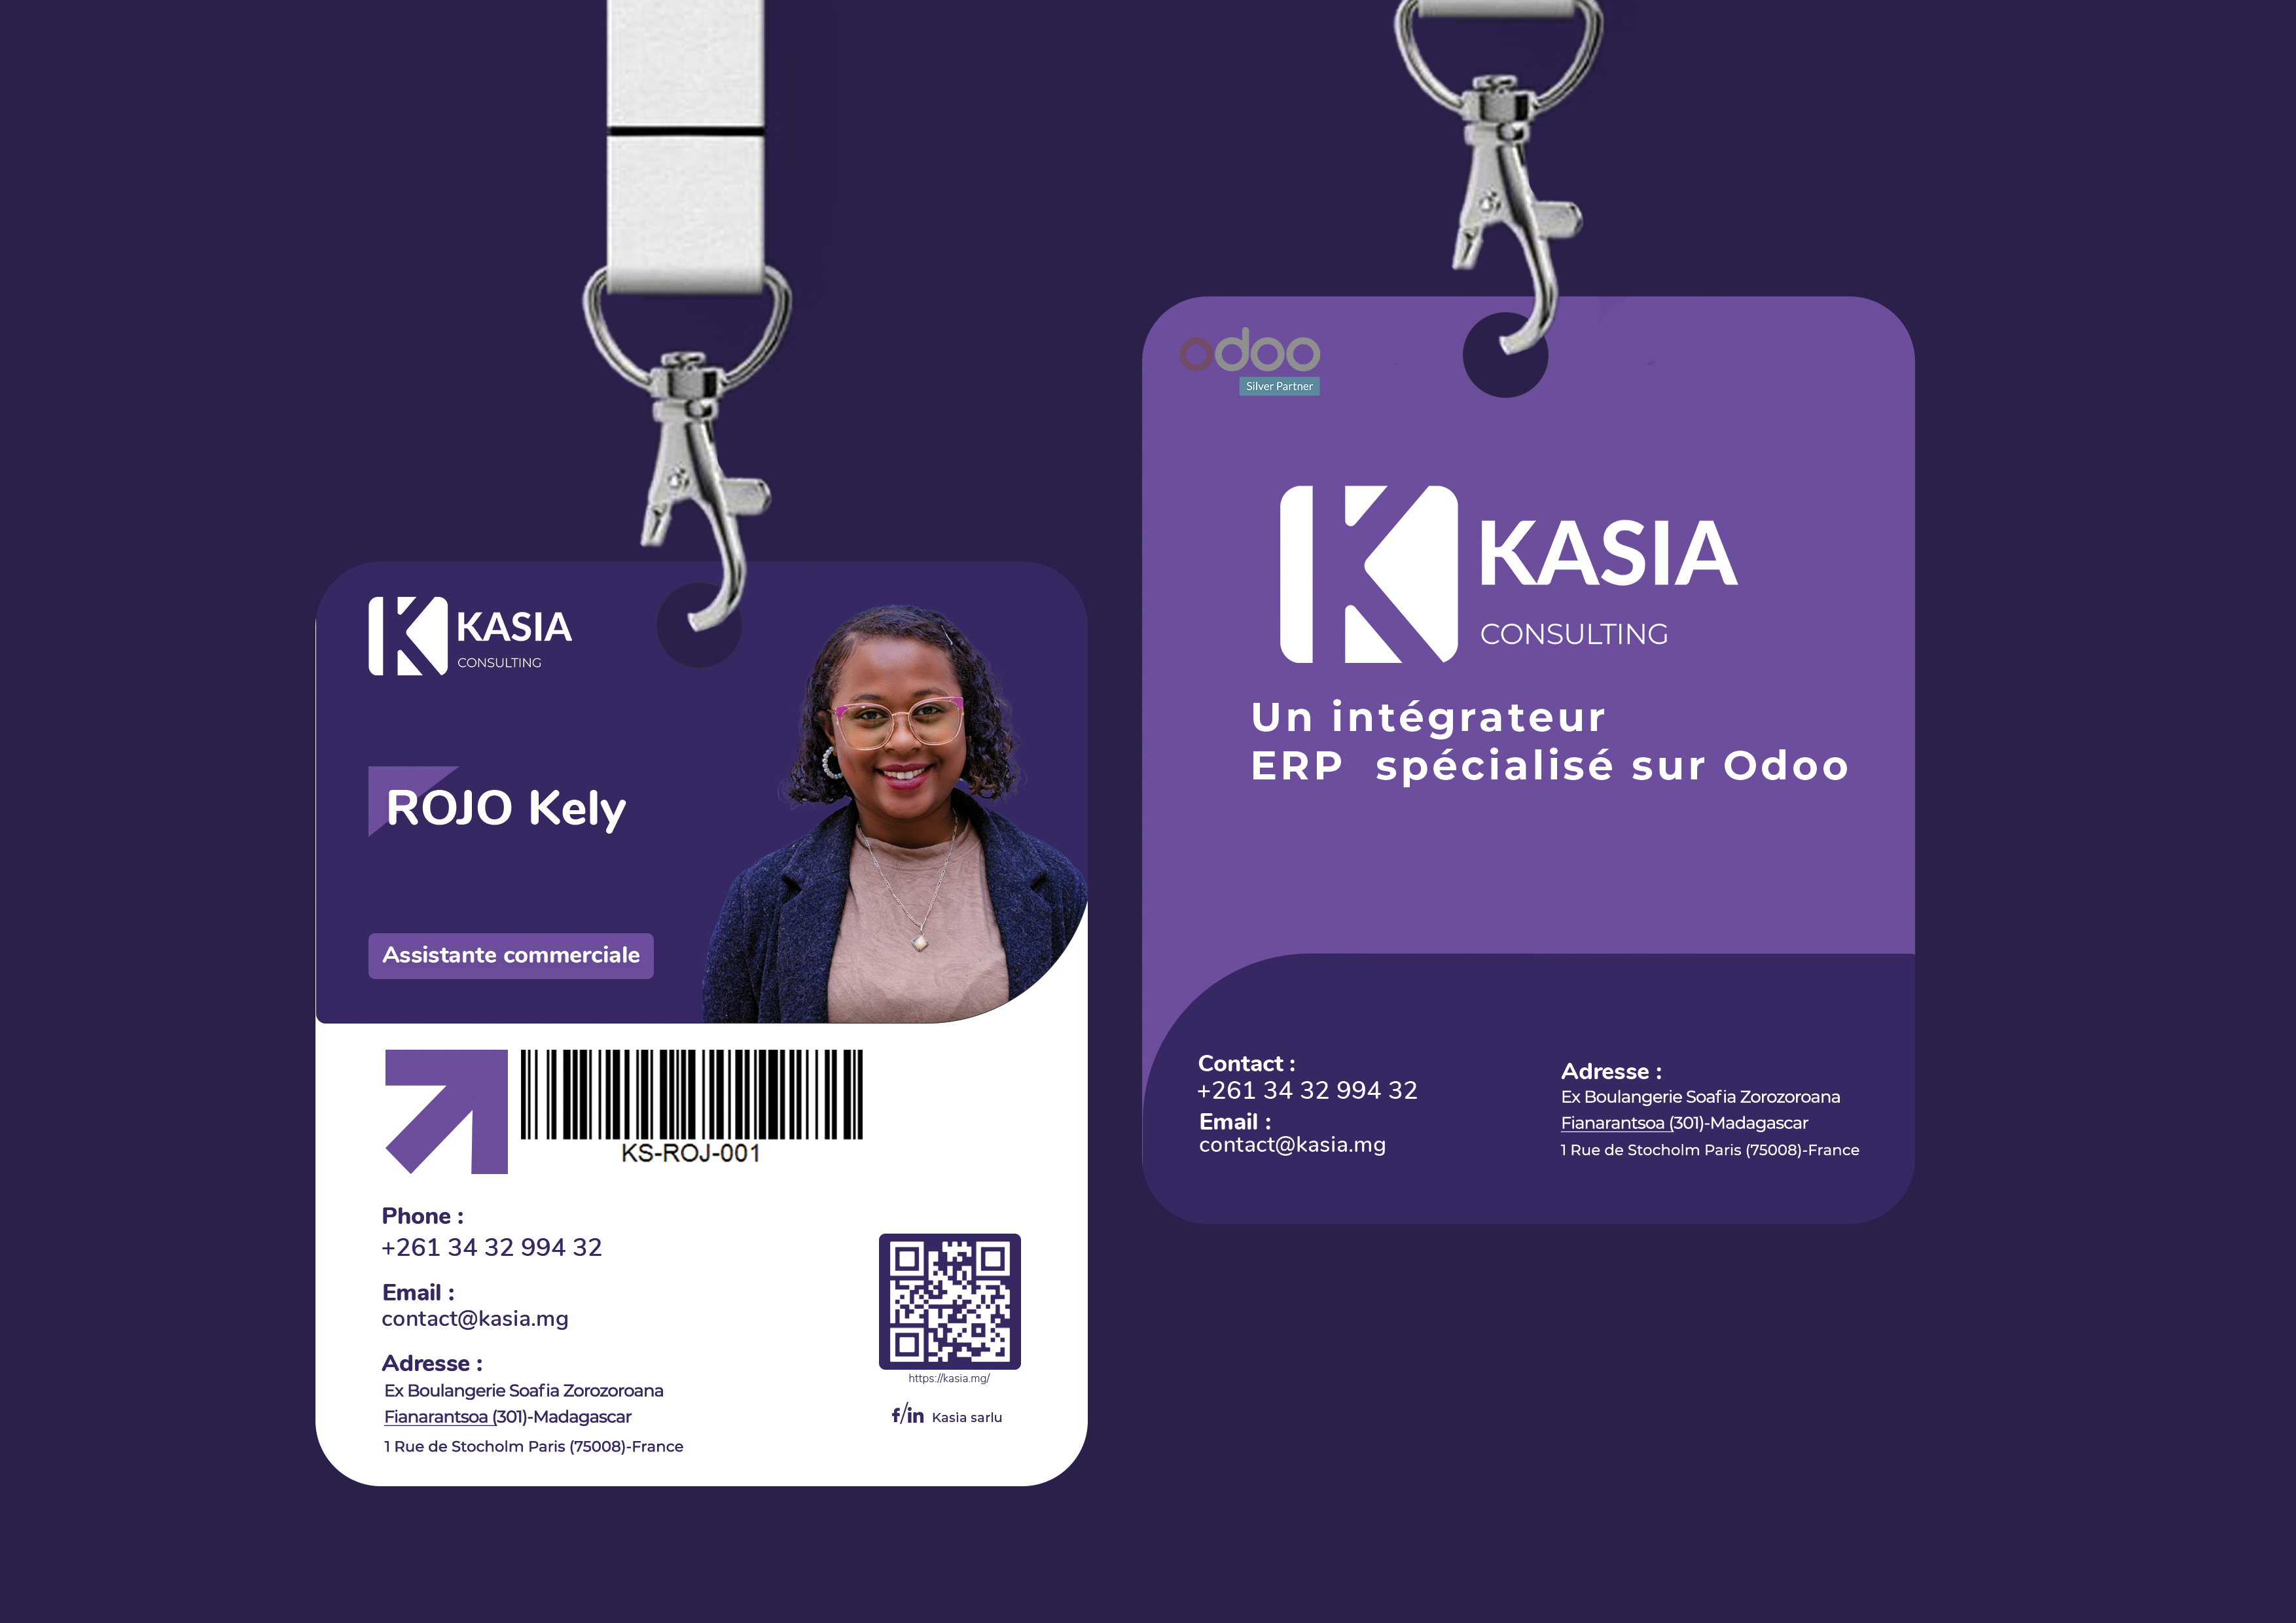 KASIA
CONSULTING
ROJO Kely
Assistante commerciale
KS-ROJ-001
Phone :
+261 34 32 994 32
Email :
contact@kasia.mg
Adresse :
Ex Boulangerie Soafia Zorozoroana
Fianarantsoa (301)-Madagascar
1 Rue de Stocholm Paris (75008)-France
https://kasia.mg/
f/in Kasia sarlu
odoo
Silver Partner
KASIA
CONSULTING
Un intégrateur
ERP spécialisé sur Odoo
Contact :
+261 34 32 994 32
Email :
contact@kasia.mg
Adresse :
Ex Boulangerie Soafia Zorozoroana
Fianarantsoa (301)-Madagascar
1 Rue de Stocholm Paris (75008)-France